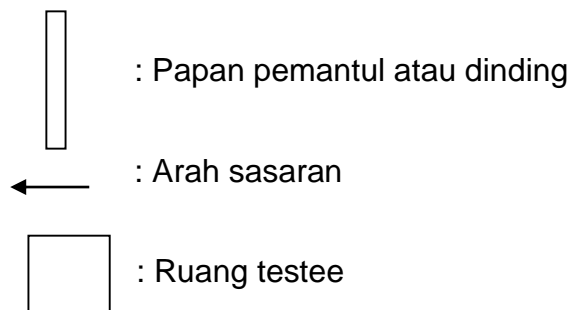 : Papan pemantul atau dinding
: Arah sasaran
: Ruang testee